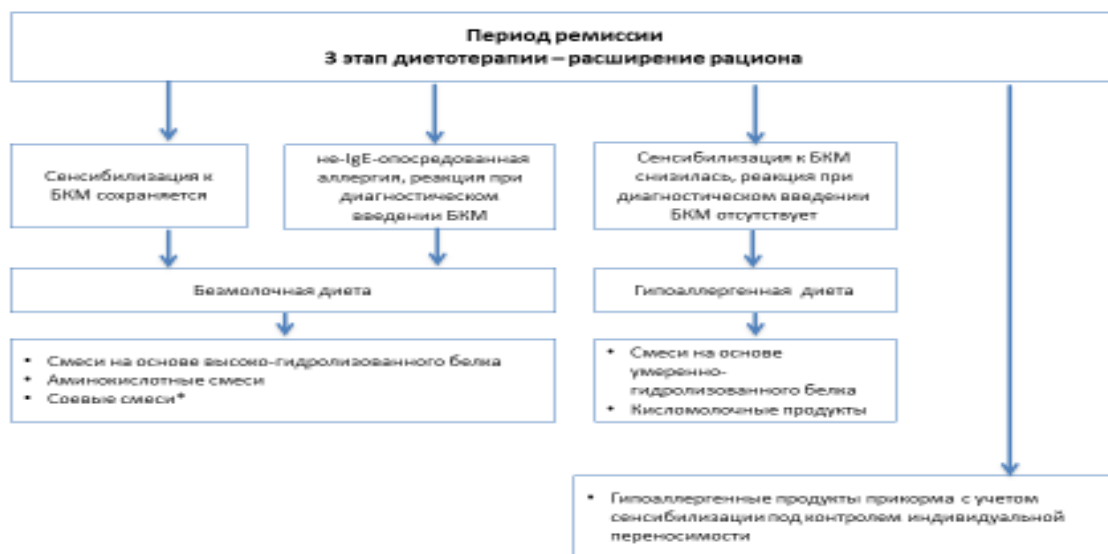 Период ремиссии
3 этап диетотерапии – расширение рациона
Сенсибилизация к
БКМ сохраняется
не-IgE-опосредованная
аллергия, реакция при
диагностическом
введении БКМ
Сенсибилизация к БКМ
снизилась, реакция при
диагностическом введении
БКМ отсутствует
Безмолочная диета
Гипоаллергенная диета
• Смеси на основе высоко-гидролизованного белка
• Аминокислотные смеси
• Соевые смеси*
• Смеси на основе
умеренно-
гидролизованного белка
• Кисломолочные продукты
• Гипоаллергенные продукты прикорма с учетом
сенсибилизации под контролем индивидуальной
переносимости